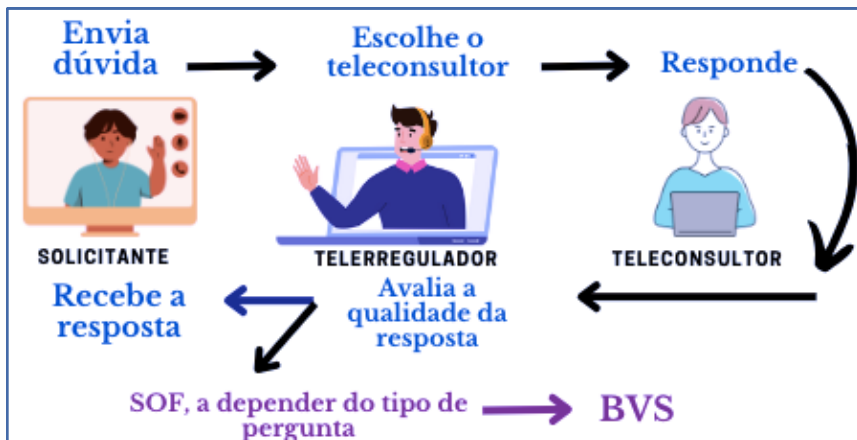 Envia
dúvida
Escolhe o
teleconsultor
Responde
SOLICITANTE
TELERREGULADOR
TELECONSULTOR
Recebe a
resposta
Avalia a
qualidade da
resposta
SOF, a depender do tipo de
pergunta
BVS